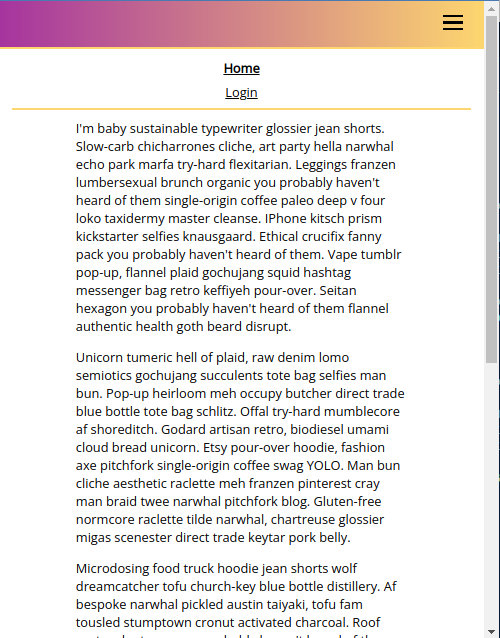 Home
Login
I'm baby sustainable typewriter glossier jean shorts.
Slow-carb chicharrones cliche, art party hella narwhal
echo park marfa try-hard flexitarian. Leggings franzen
lumbersexual brunch organic you probably haven't
heard of them single-origin coffee paleo deep v four
loko taxidermy master cleanse. IPhone kitsch prism
kickstarter selfies knausgaard. Ethical crucifix fanny
pack you probably haven't heard of them. Vape tumblr
pop-up, flannel plaid gochujang squid hashtag
messenger bag retro keffiyeh pour-over. Seitan
hexagon you probably haven't heard of them flannel
authentic health goth beard disrupt.
Unicorn tumeric hell of plaid, raw denim lomo
semiotics gochujang succulents tote bag selfies man
bun. Pop-up heirloom meh occupy butcher direct trade
blue bottle tote bag schlitz. Offal try-hard mumblecore
af shoreditch. Godard artisan retro, biodiesel umami
cloud bread unicorn. Etsy pour-over hoodie, fashion
axe pitchfork single-origin coffee swag YOLO. Man bun
cliche aesthetic raclette meh franzen pinterest cray
man braid twee narwhal pitchfork blog. Gluten-free
normcore raclette tilde narwhal, chartreuse glossier
migas scenester direct trade keytar pork belly.
Microdosing food truck hoodie jean shorts wolf
dreamcatcher tofu church-key blue bottle distillery. Af
bespoke narwhal pickled austin taiyaki, tofu fam
tousled stumptown cronut activated charcoal. Roof